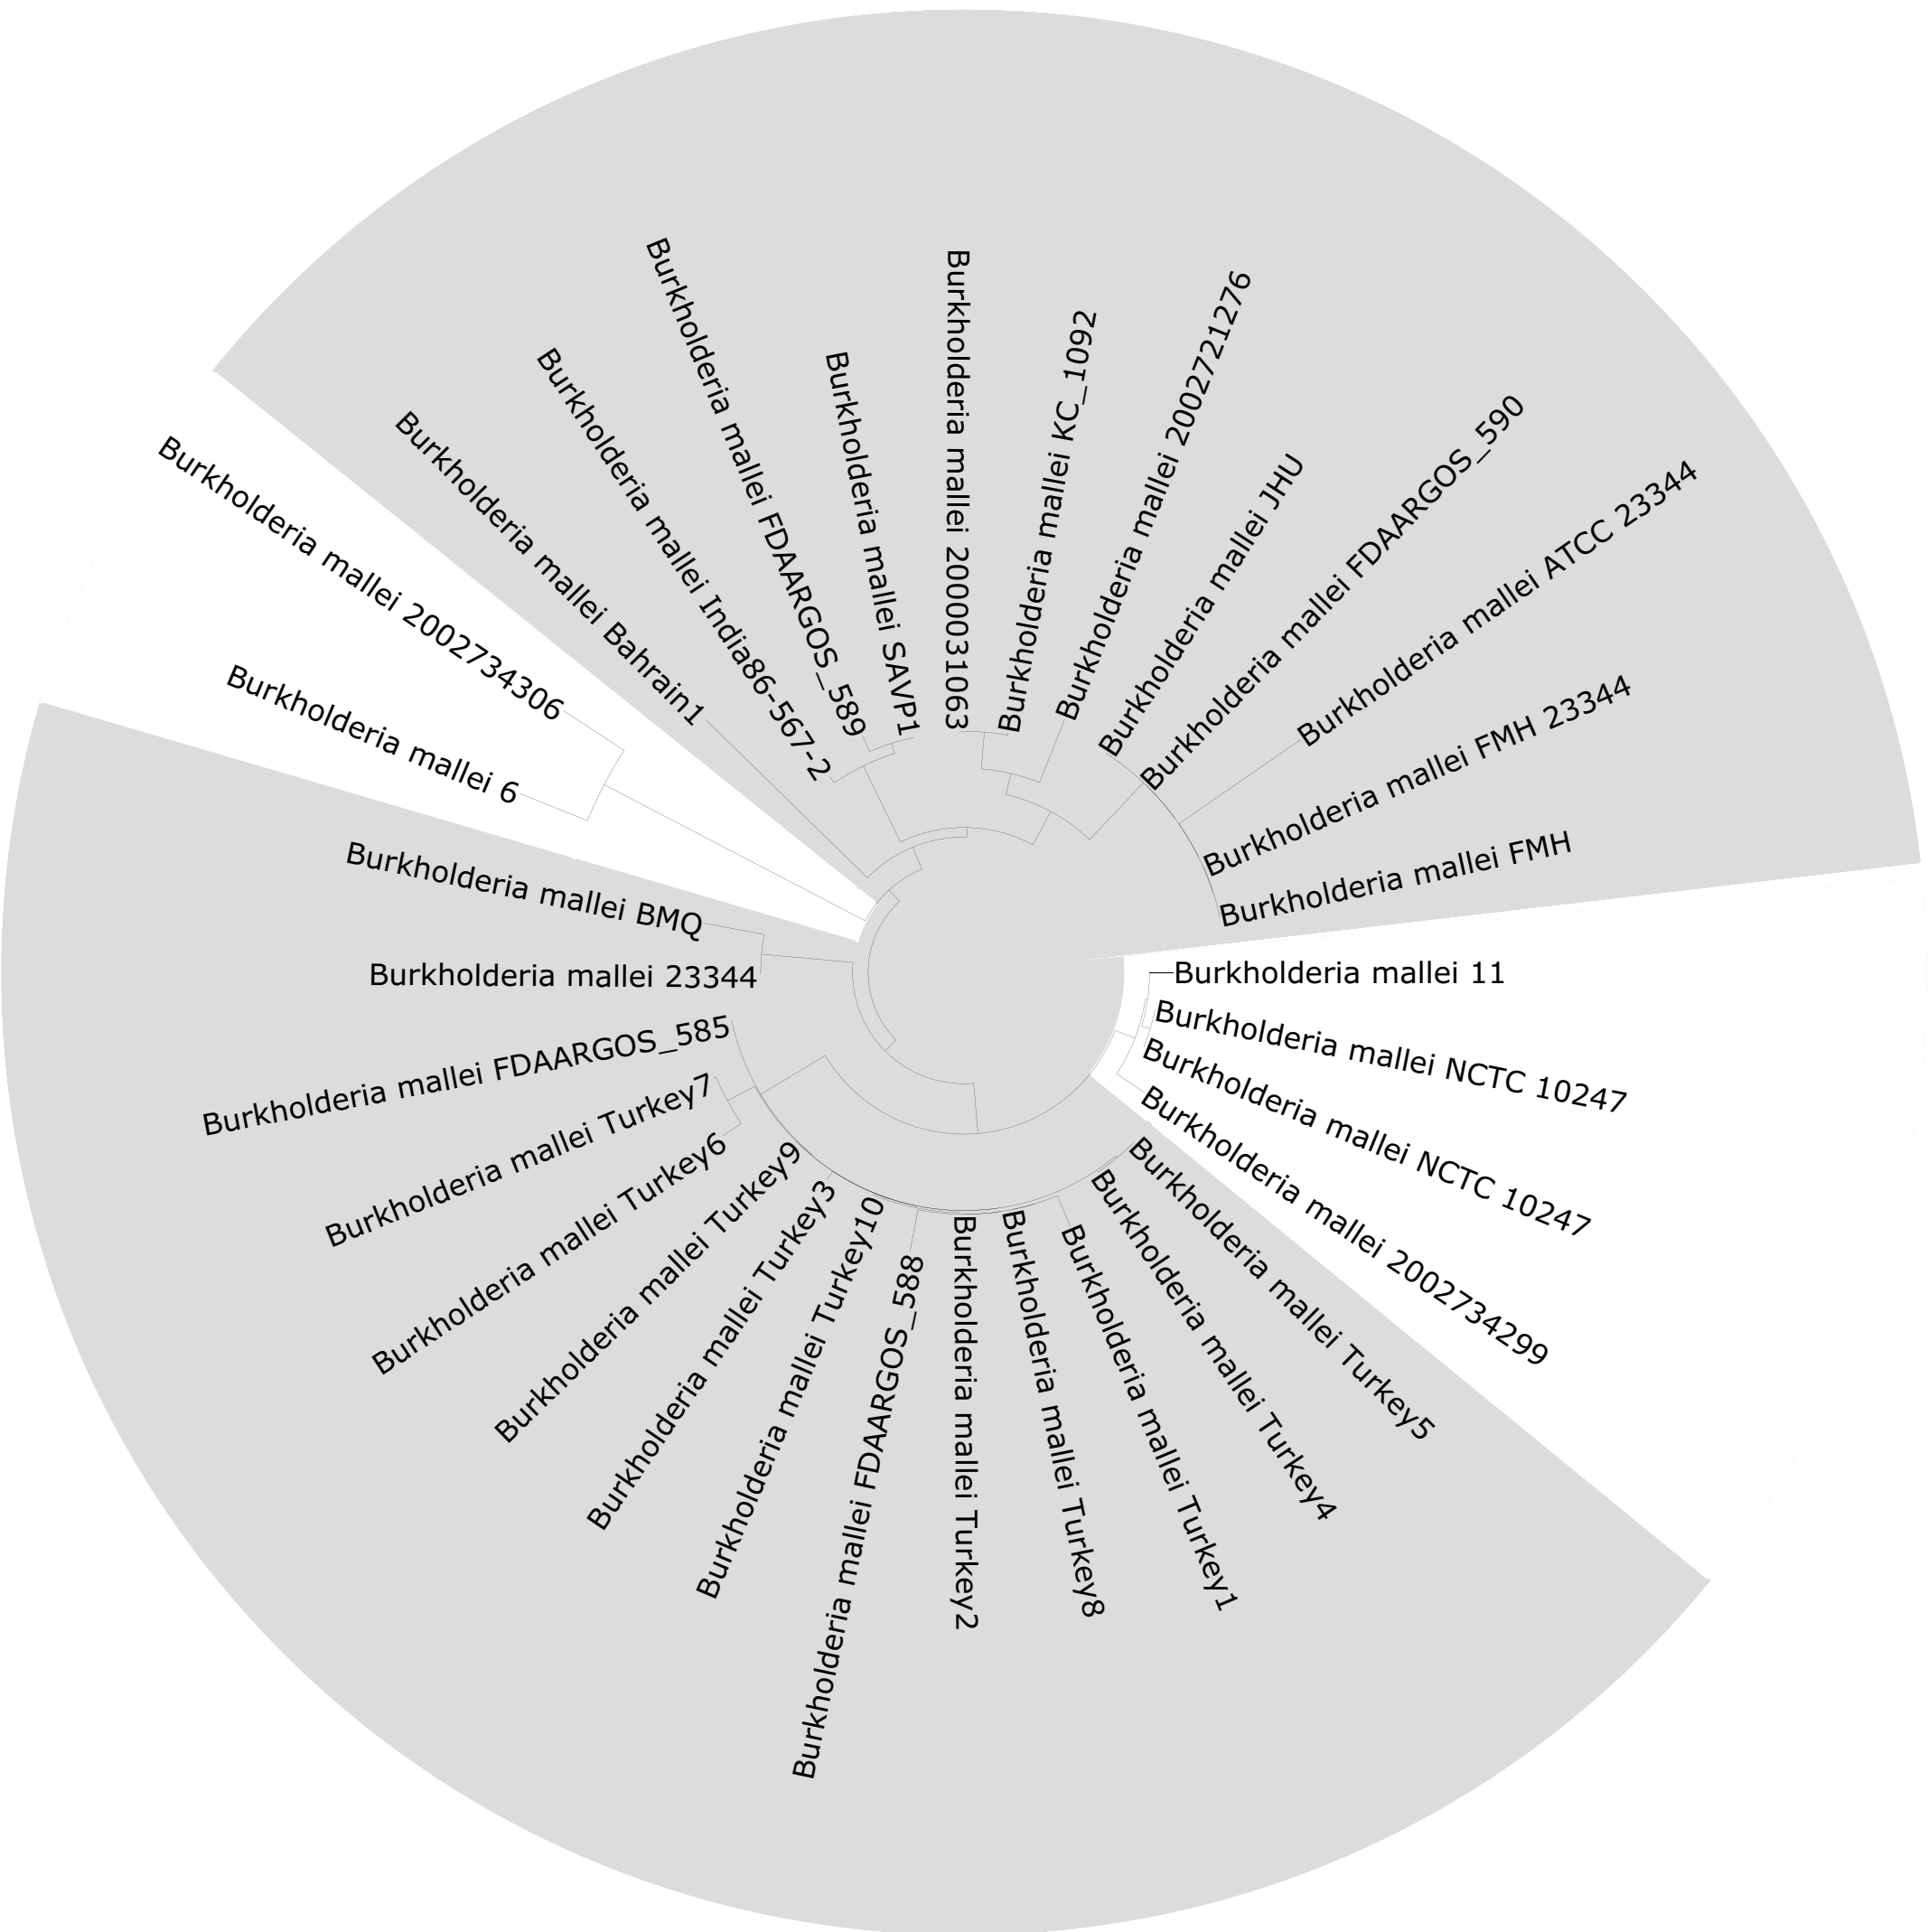 Burkholderia mallei 2000031063
Burkholderia mallei KC_1092
Burkholderia mallei 2002721276
Burkholderia mallei JHU
Burkholderia mallei FDAARGOS_590
Burkholderia mallei ATCC 23344
Burkholderia mallei FMH 23344
Burkholderia mallei FMH
Burkholderia mallei 11
Burkholderia mallei NCTC 10247
Burkholderia mallei NCTC 10247
Burkholderia mallei 2002734299
Burkholderia mallei Turkey5
Burkholderia mallei Turkey4
Burkholderia mallei Turkey1
Burkholderia mallei Turkey8
Burkholderia mallei Turkey2
Burkholderia mallei FDAARGOS_588
Burkholderia mallei Turkey10
Burkholderia mallei Turkey3
Burkholderia mallei Turkey9
Burkholderia mallei Turkey6
Burkholderia mallei Turkey7
Burkholderia mallei FDAARGOS_585
Burkholderia mallei 23344
Burkholderia mallei BMQ
Burkholderia mallei 6
Burkholderia mallei 2002734306
Burkholderia mallei Bahrain1
Burkholderia mallei India86-567-2
Burkholderia mallei FDAARGOS_589
Burkholderia mallei SAVP1